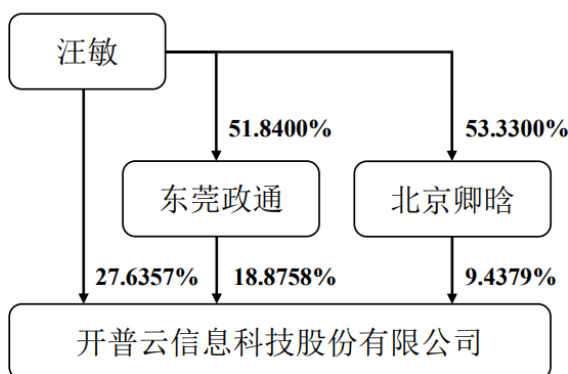 汪敏
51.8400% 53.3300%
东莞政通 北京卿晗
27.6357% 18.8758% 9.4379%
开普云信息科技股份有限公司